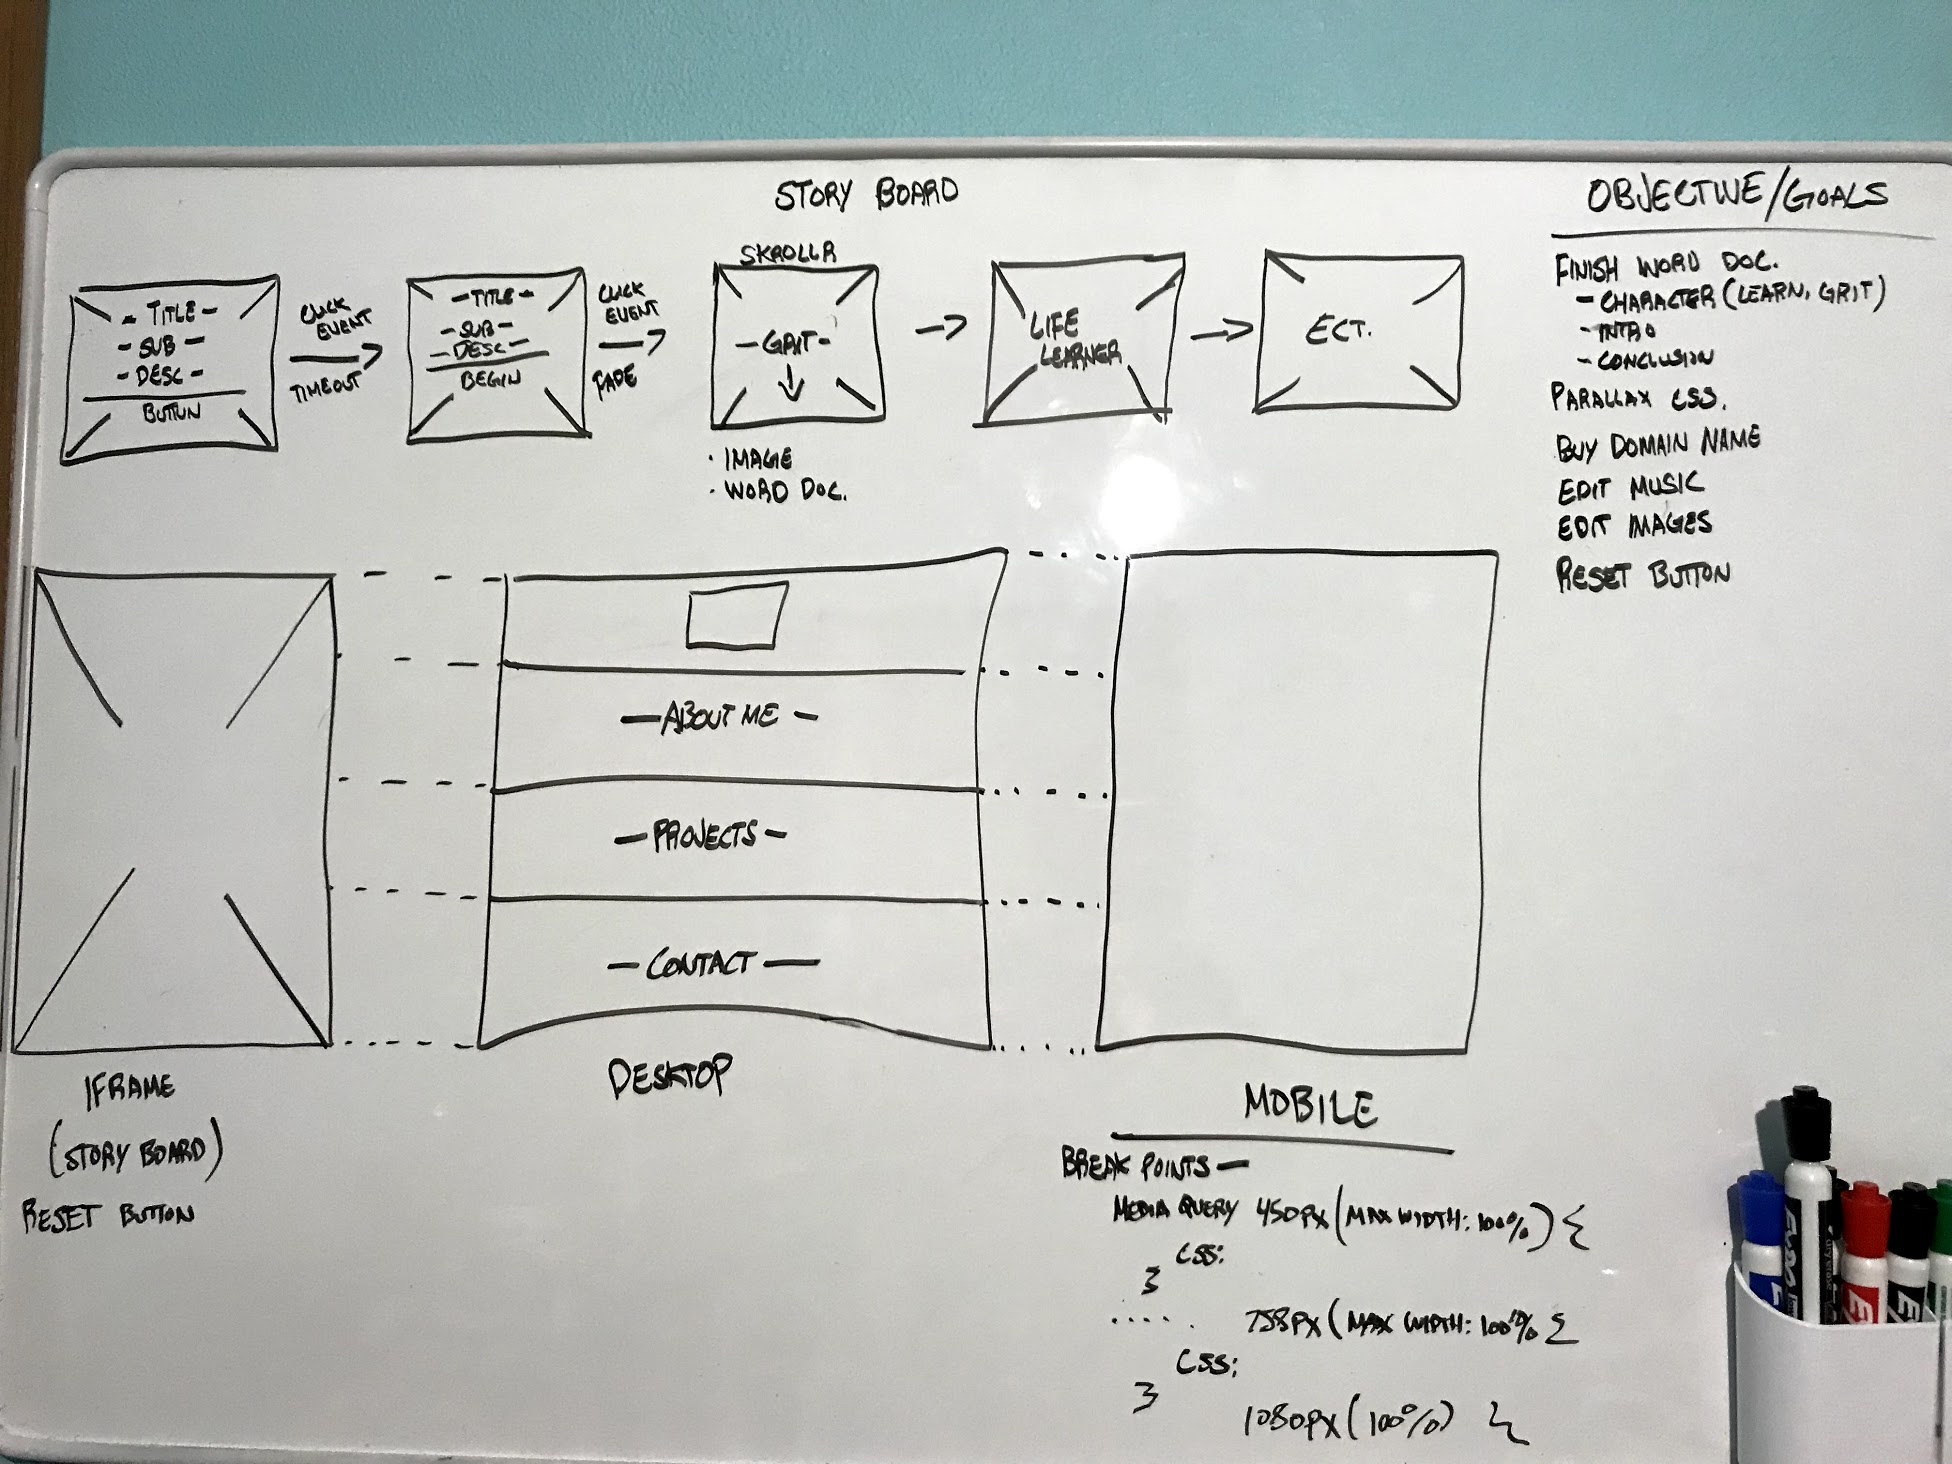 STORY BOARD
- TITLE -
- SUB -
- DESC -
BUTTON
CLICK
EVENT
TIMEOUT
- TITLE -
- SUB -
- DESC -
BEGIN
CLICK
EVENT
FADE
SKROLLR
- GRIT -
· IMAGE
· WORD DOC.
LIFE
LEARNER
ECT.
OBJECTIVE/GOALS
FINISH WORD DOC.
- CHARACTER (LEARN, GRIT)
- INTRO
- CONCLUSION
PARALLAX CSS.
BUY DOMAIN NAME
EDIT MUSIC
EDIT IMAGES
RESET BUTTON
IFRAME
(STORY BOARD)
RESET BUTTON
- ABOUT ME -
- PROJECTS -
- CONTACT -
DESKTOP
MOBILE
BREAK POINTS -
MEDIA QUERY 450PX (MAX WIDTH: 100%) {
CSS:
}
..... 758PX (MAX WIDTH: 100% {
CSS:
}
1080PX (100%) {
EXPO